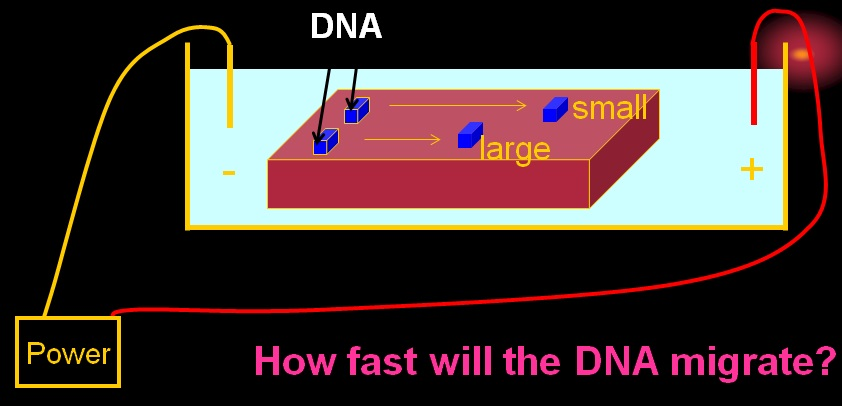 DNA
small
large
-
+
Power
How fast will the DNA migrate?